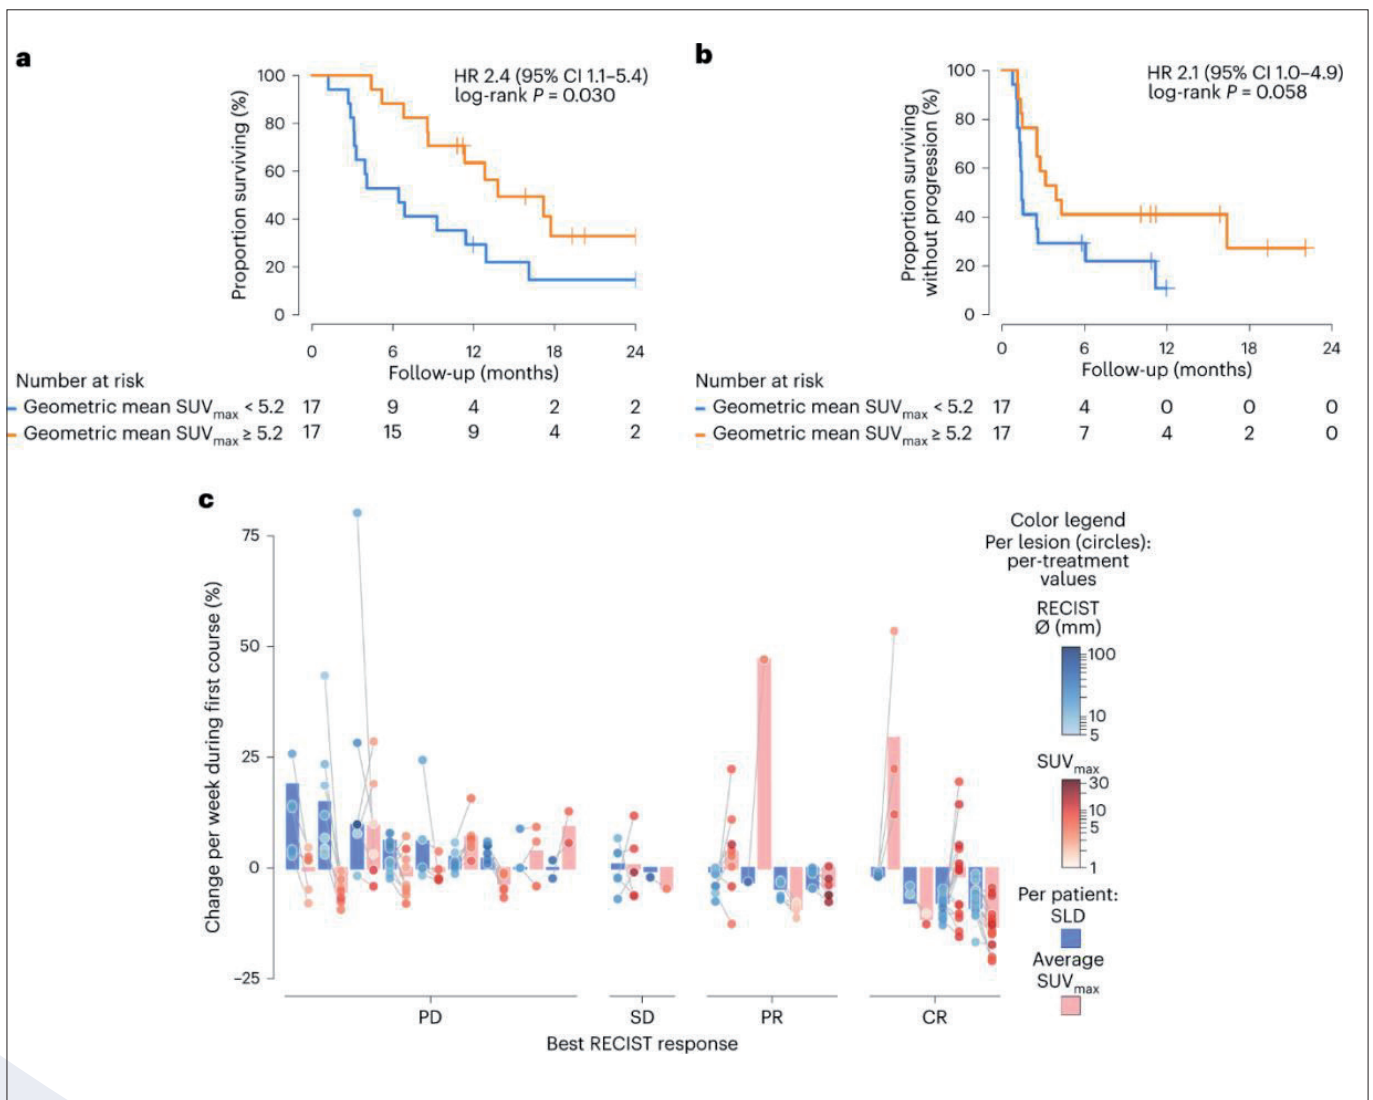 a
HR 2.4 (95% CI 1.1–5.4)
log-rank P = 0.030
Proportion surviving (%)
100
80
60
40
20
0
0 6 12 18 24
Follow-up (months)
Number at risk
Geometric mean SUVmax < 5.2 17 9 4 2 2
Geometric mean SUVmax ≥ 5.2 17 15 9 4 2
b
HR 2.1 (95% CI 1.0–4.9)
log-rank P = 0.058
Proportion surviving
without progression (%)
100
80
60
40
20
0
0 6 12 18 24
Follow-up (months)
Number at risk
Geometric mean SUVmax < 5.2 17 4 0 0 0
Geometric mean SUVmax ≥ 5.2 17 7 4 2 0
c
Change per week during first course (%)
75
50
25
0
–25
PD SD PR CR
Best RECIST response
Color legend
Per lesion (circles):
per-treatment
values
RECIST
Ø (mm)
100
10
5
SUVmax
30
10
5
1
Per patient:
SLD
Average
SUVmax